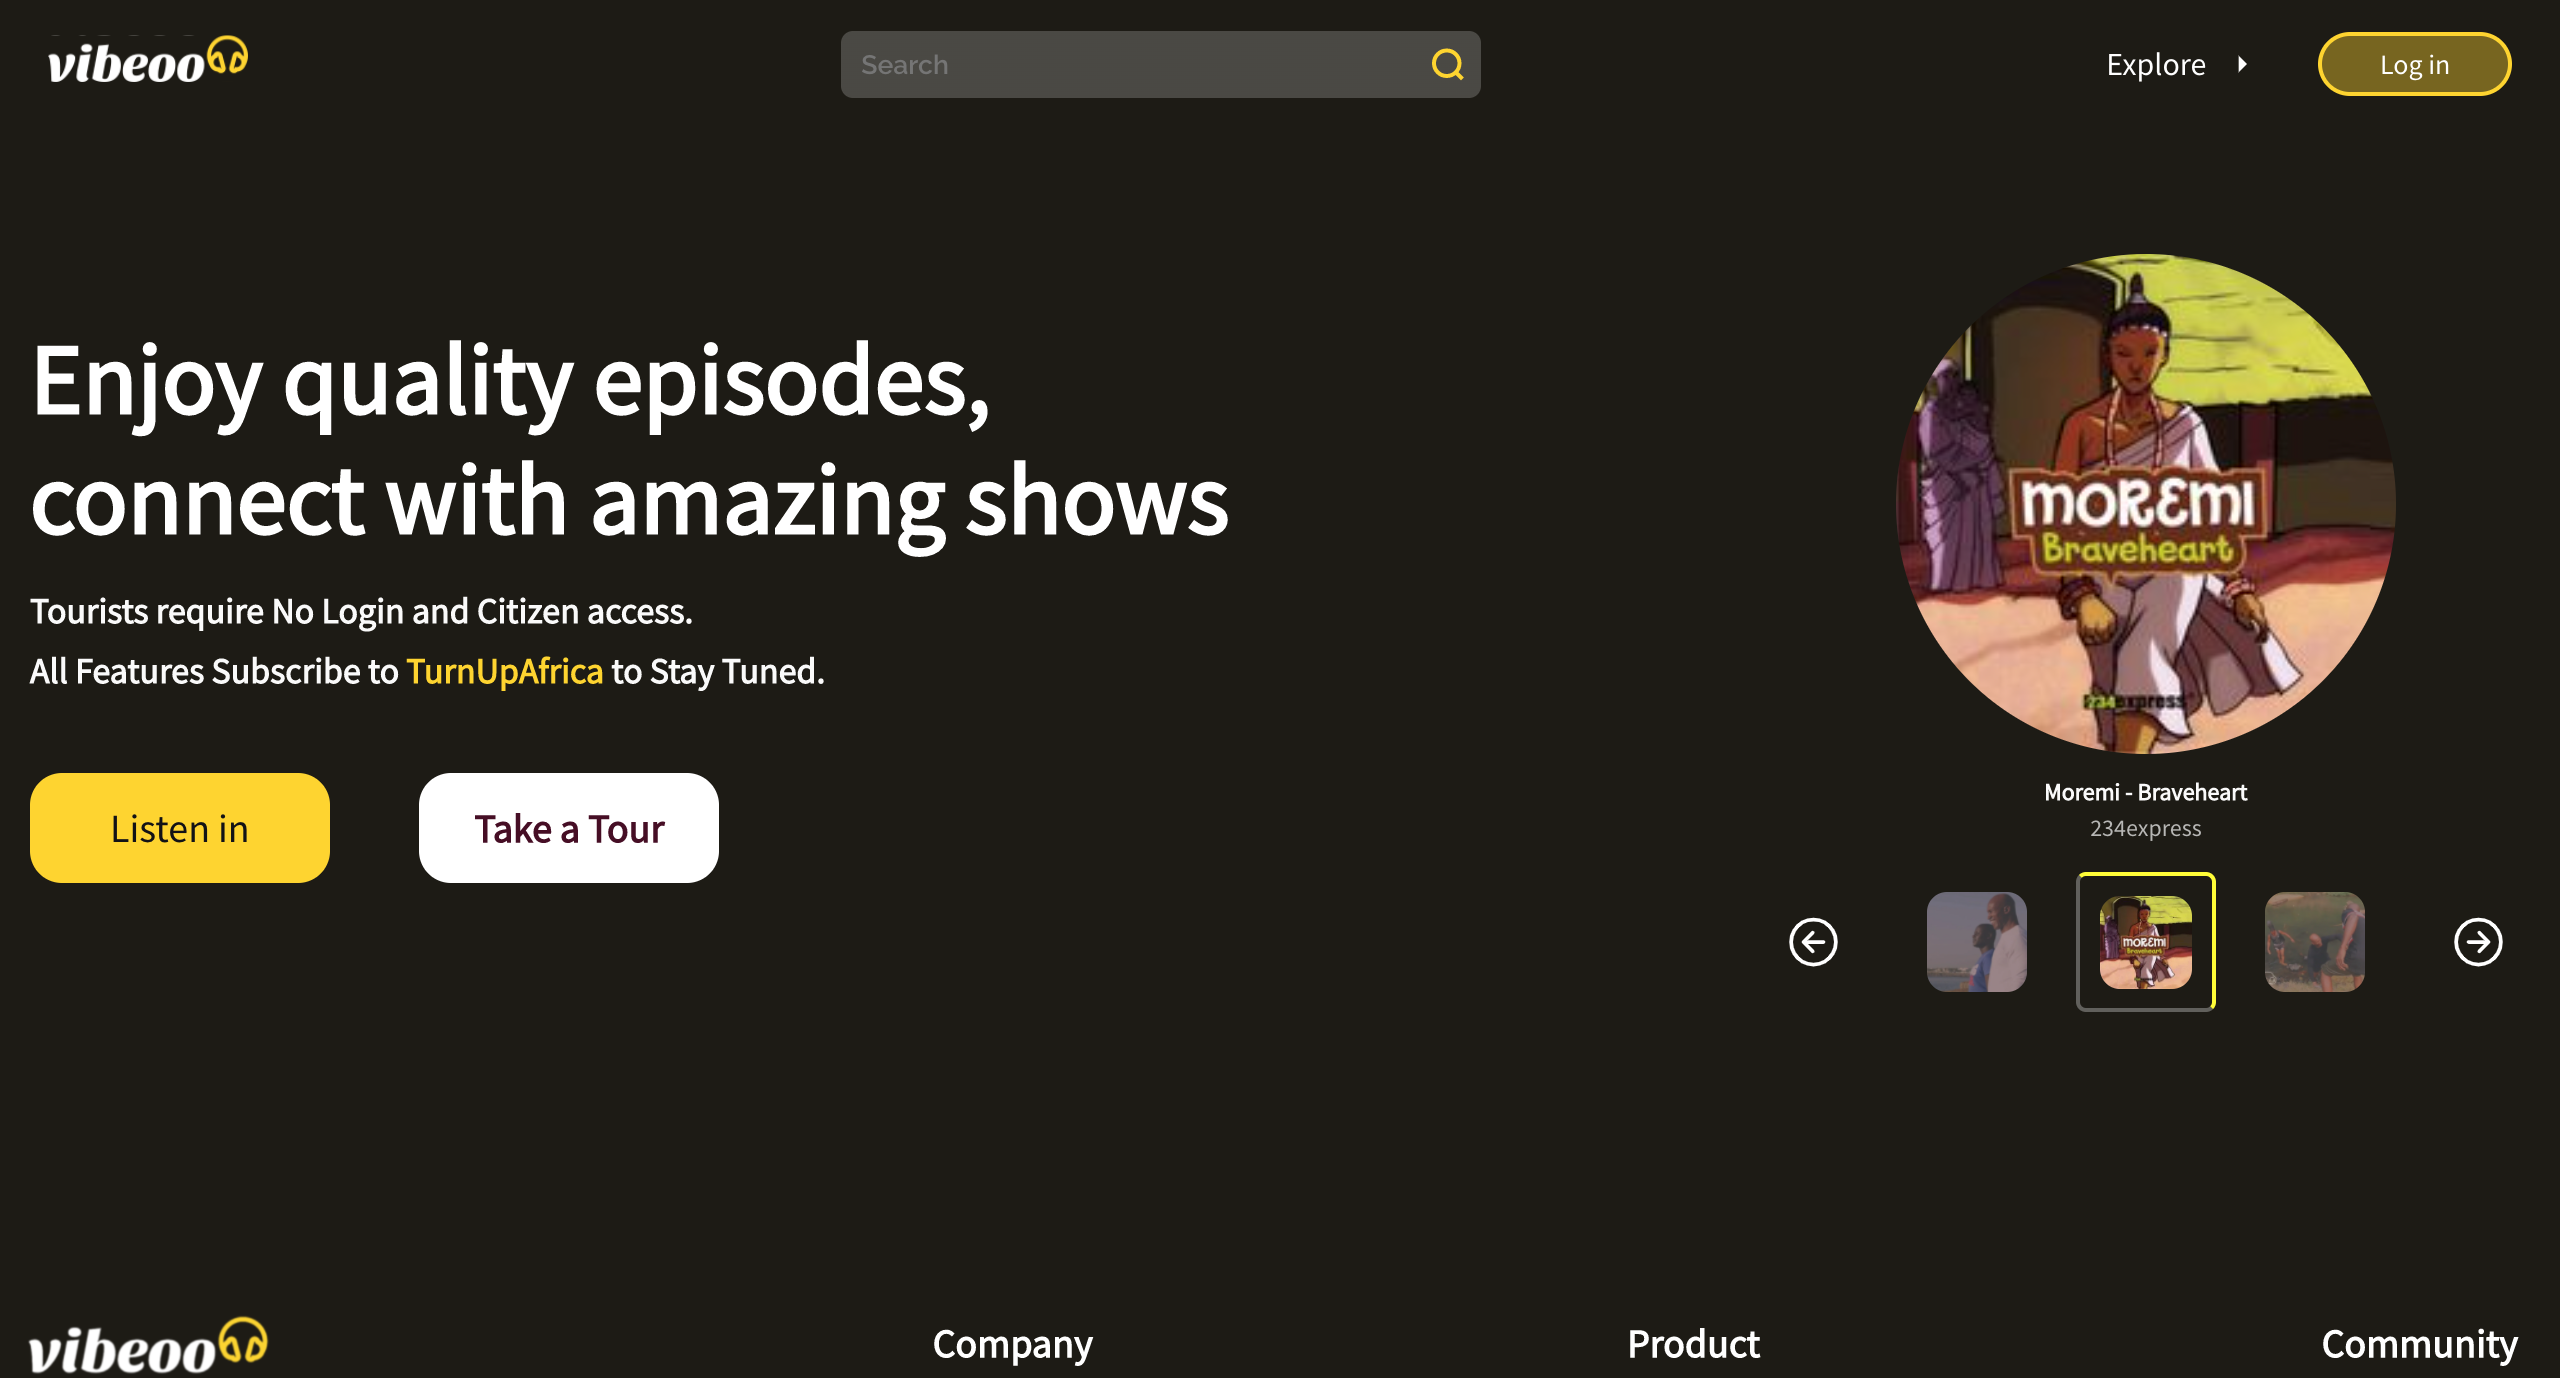 vibeoo
Search
Explore
Log in
Enjoy quality episodes,
connect with amazing shows
Tourists require No Login and Citizen access.
All Features Subscribe to TurnUpAfrica to Stay Tuned.
Listen in
Take a Tour
MOREMI
Braveheart
234express
Moremi - Braveheart
234express
MOREMI
Braveheart
vibeoo
Company
Product
Community